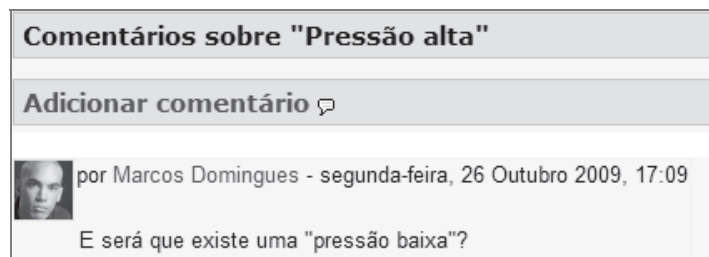 Comentários sobre "Pressão alta"
Adicionar comentário
por Marcos Domingues - segunda-feira, 26 Outubro 2009, 17:09
E será que existe uma "pressão baixa"?